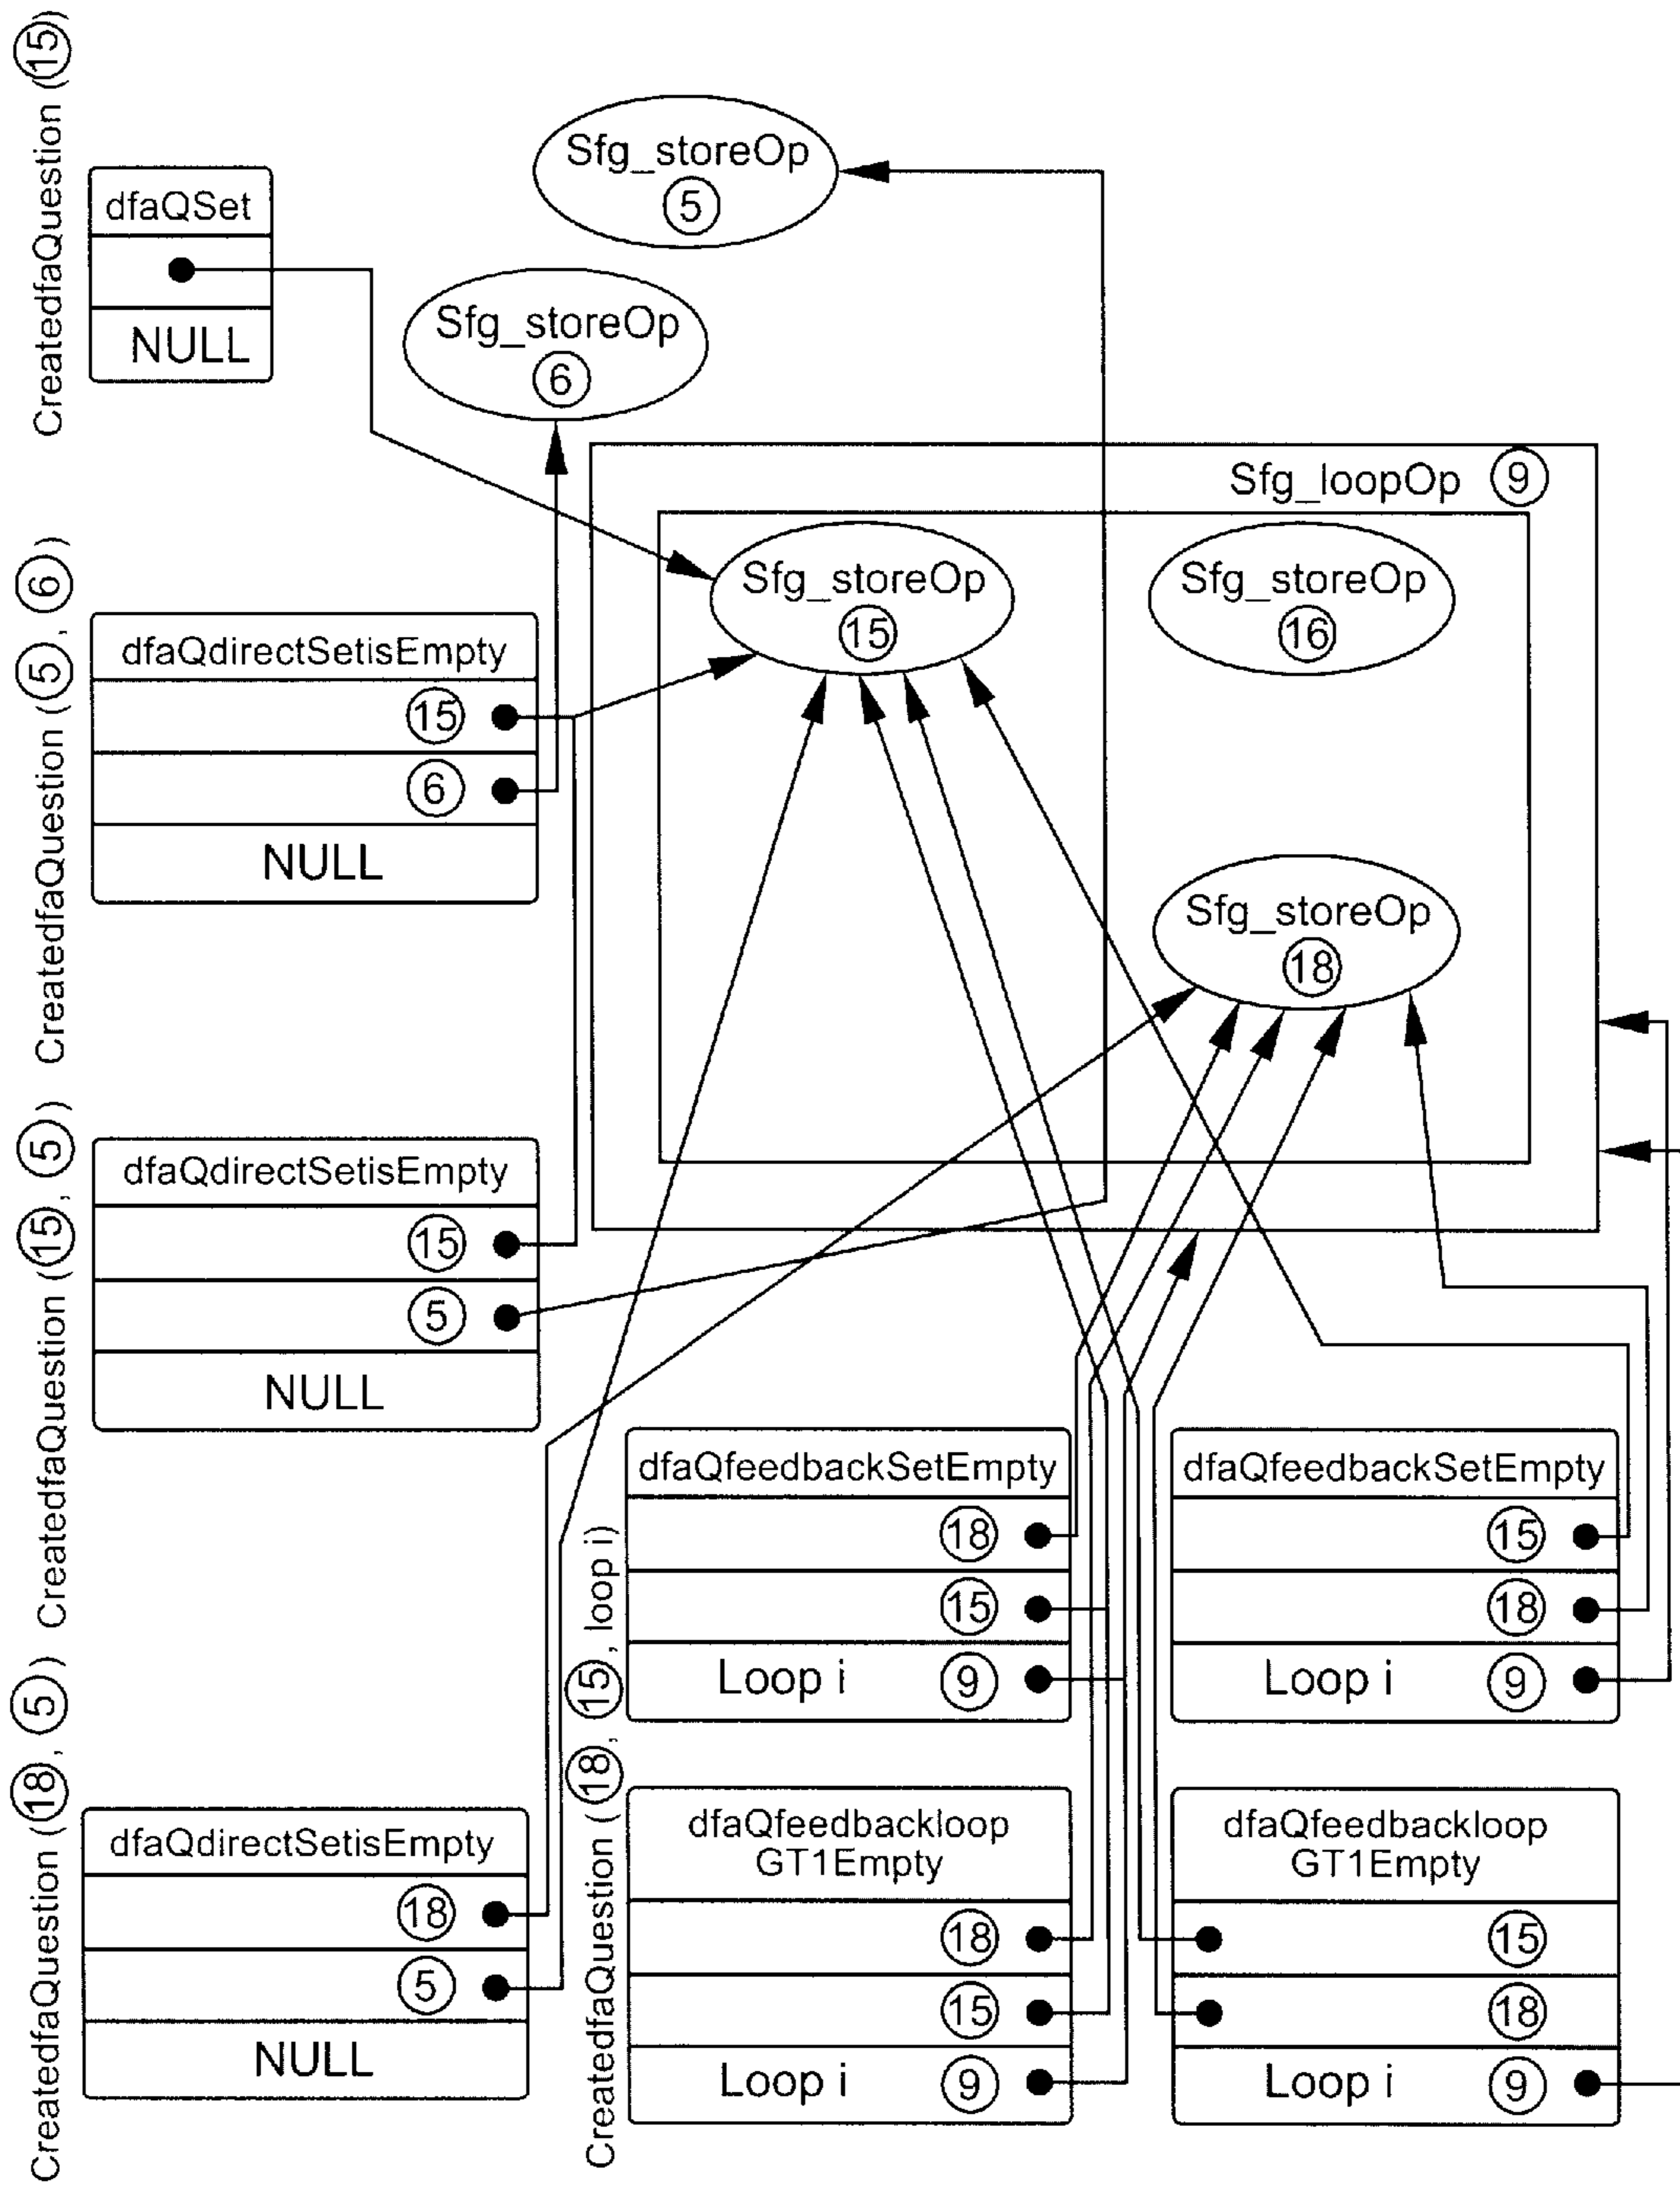 CreatedfaQuestion (15)
dfaQSet
NULL
Sfg_storeOp
5
Sfg_storeOp
6
Sfg_loopOp 9
Sfg_storeOp
15
Sfg_storeOp
16
Sfg_storeOp
18
CreatedfaQuestion (5, 6)
dfaQdirectSetisEmpty
15
6
NULL
CreatedfaQuestion (15, 5)
dfaQdirectSetisEmpty
15
5
NULL
CreatedfaQuestion (18, 5)
dfaQdirectSetisEmpty
18
5
NULL
CreatedfaQuestion (18, 15, loop i)
dfaQfeedbackSetEmpty
18
15
Loop i 9
dfaQfeedbackSetEmpty
15
18
Loop i 9
dfaQfeedbackloop
GT1Empty
18
15
Loop i 9
dfaQfeedbackloop
GT1Empty
15
18
Loop i 9